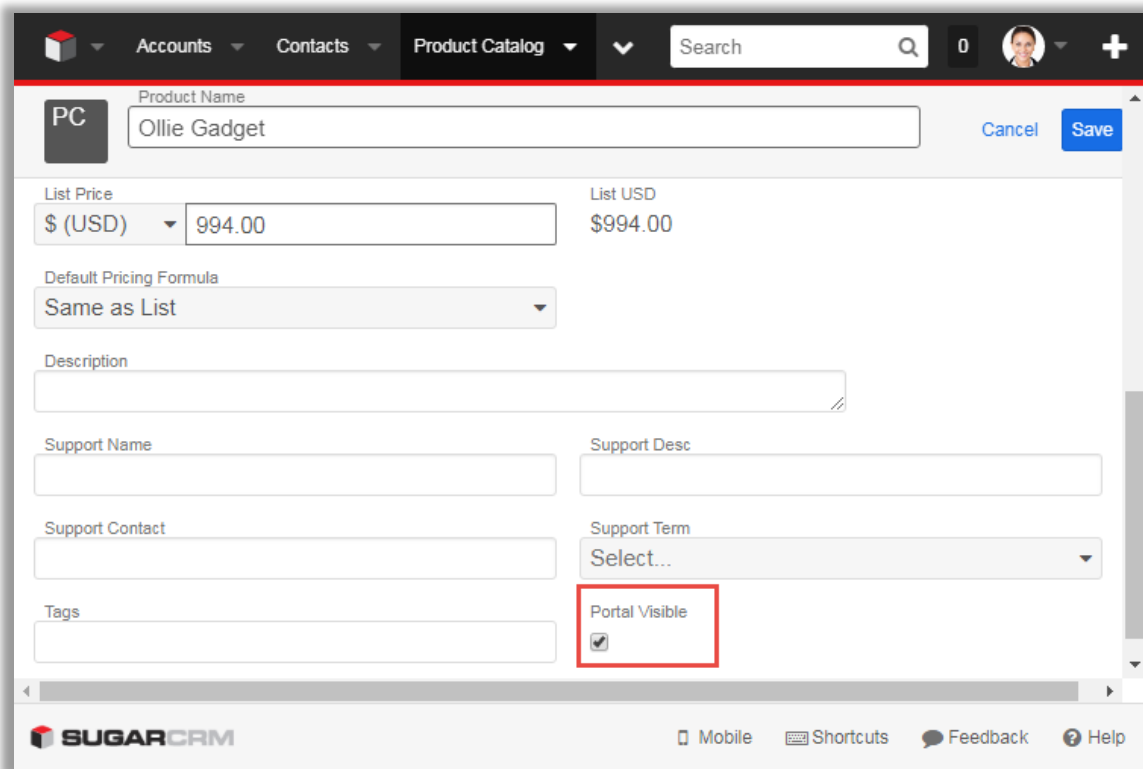 Accounts Contacts Product Catalog Search 0
PC
Product Name
Ollie Gadget
Cancel Save
List Price List USD
$ (USD) 994.00 $994.00
Default Pricing Formula
Same as List
Description
Support Name Support Desc
Support Contact Support Term
Select...
Tags Portal Visible
SUGARCRM Mobile Shortcuts Feedback Help